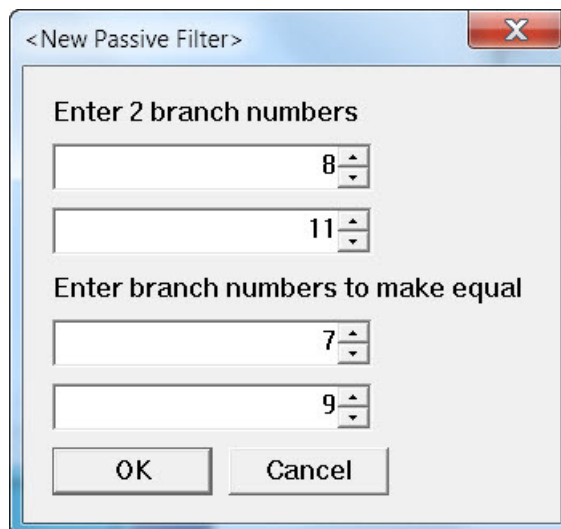 <New Passive Filter>
Enter 2 branch numbers
8
11
Enter branch numbers to make equal
7
9
OK Cancel